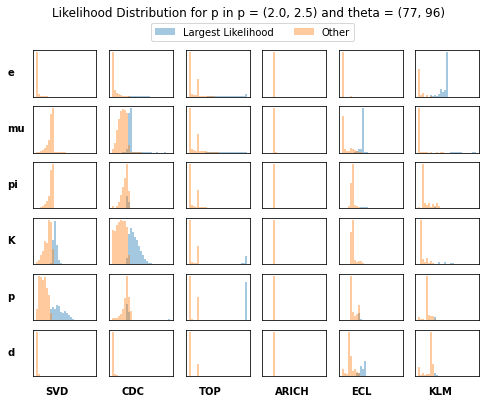 Likelihood Distribution for p in p = (2.0, 2.5) and theta = (77, 96)
Largest Likelihood Other
e
mu
pi
K
p
d
SVD CDC TOP ARICH ECL KLM